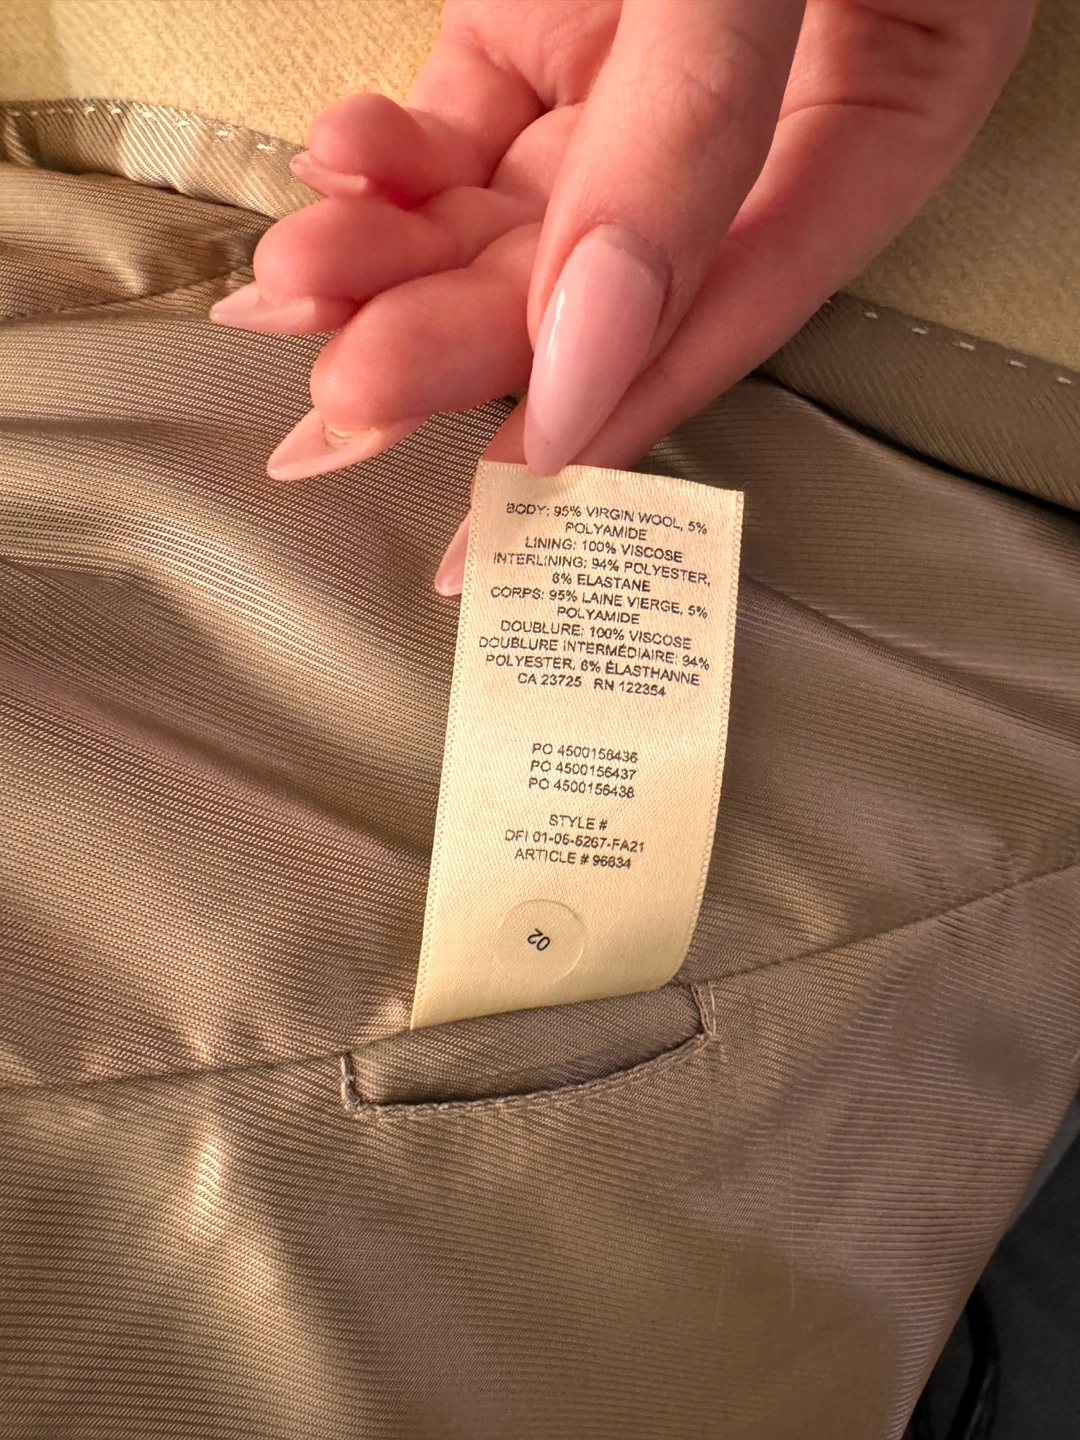 BODY: 95% VIRGIN WOOL, 5%
POLYAMIDE
LINING: 100% VISCOSE
INTERLINING: 94% POLYESTER,
6% ELASTANE
CORPS: 95% LAINE VIERGE, 5%
POLYAMIDE
DOUBLURE: 100% VISCOSE
DOUBLURE INTERMÉDIAIRE: 94%
POLYESTER, 6% ÉLASTHANNE
CA 23725 RN 122354
PO 4500156436
PO 4500156437
PO 4500156438
STYLE #
DFI 01-05-5267-FA21
ARTICLE # 96634
02